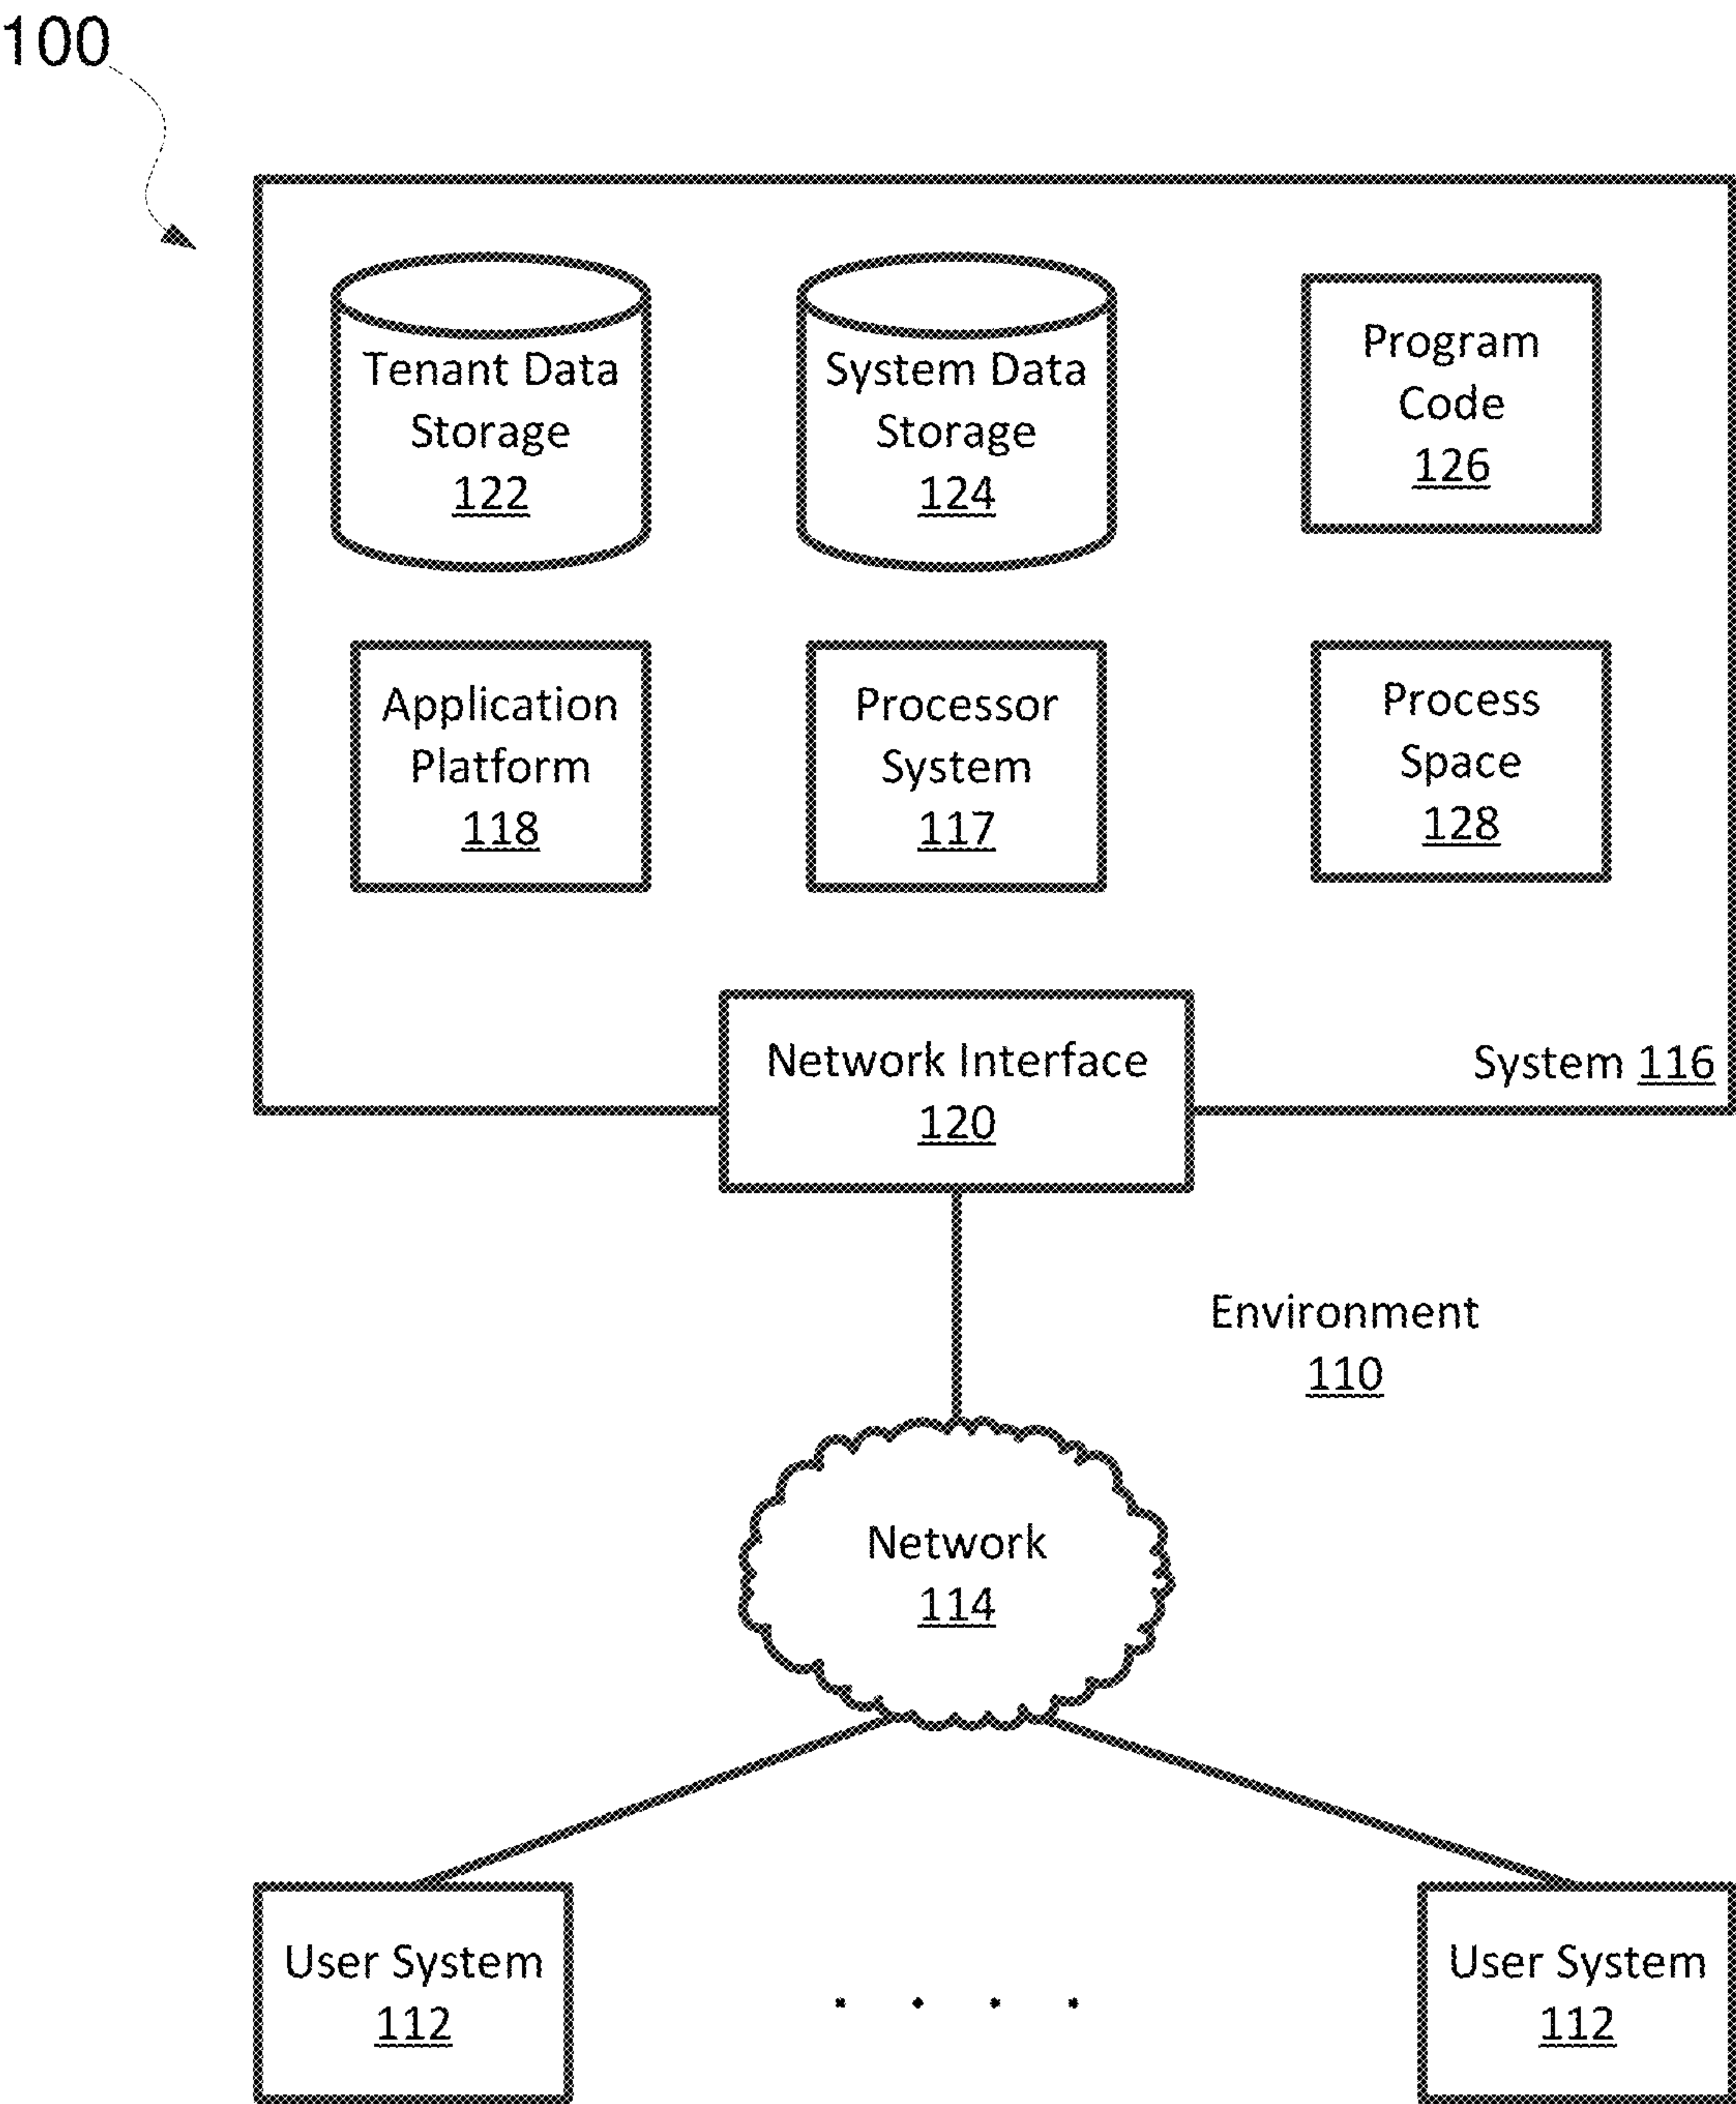 100
Tenant Data
Storage
122
System Data
Storage
124
Program
Code
126
Application
Platform
118
Processor
System
117
Process
Space
128
Network Interface
120
System 116
Environment
110
Network
114
User System
112
User System
112